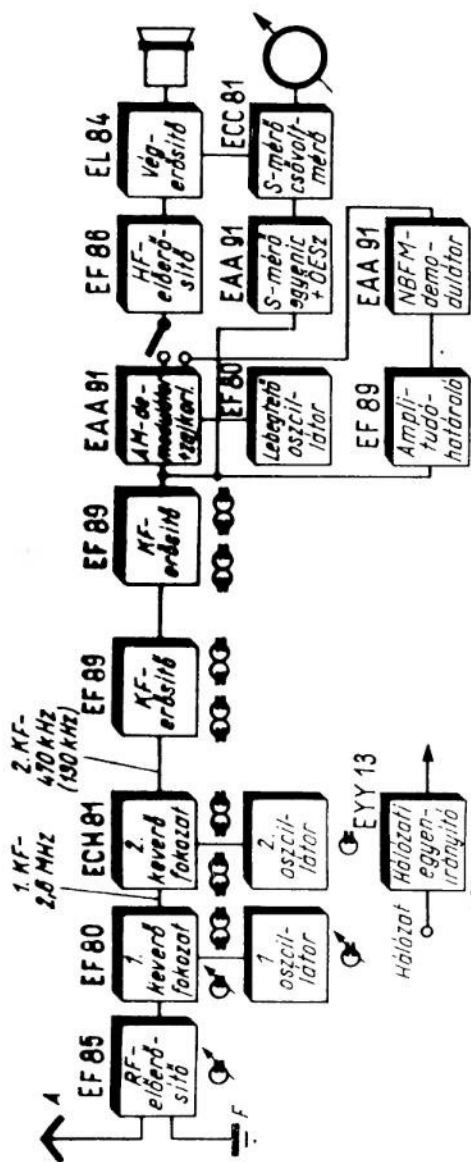 A
F
EF 85
RF-
előerő-
sítő
EF 80
1.
keverő
fokozat
1.
oszcil-
látor
1. KF-
2,8 MHz
ECH 81
2.
keverő
fokozat
2.
oszcil-
látor
2. KF-
470 kHz
(130 kHz)
EF 89
KF-
erősítő
EF 89
KF-
erősítő
EAA 91
AM-de-
modulátor
EF 80
Lebegtető
oszcil-
látor
EF 86
HF-
előerő-
sítő
EL 84
Vég-
erősítő
ECC 81
S-mérő
csővolt-
mérő
EAA 91
S-mérő
egyenir
+ ÖESz
EF 89
Ampli-
tudó-
határoló
EAA 91
NBFM-
demo-
dulátor
Hálózat
Hálózati
egyen-
irányító
EYY 13